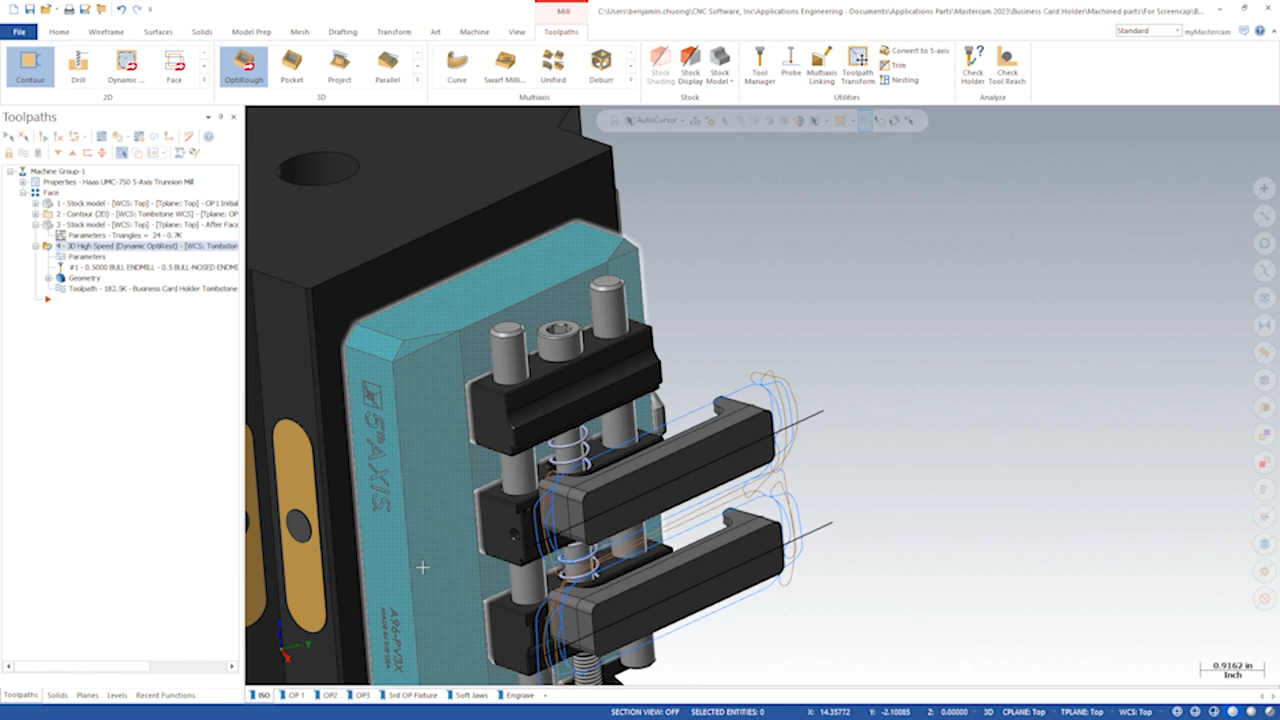 Mill
C:\Users\benjamin.chuong\CNC Software, Inc\Applications Engineering - Documents\Applications Parts\Mastercam 2023\Business Card Holder\Machined parts\For Screencap\B...
File Home Wireframe Surfaces Solids Model Prep Mesh Drafting Transform Art Machine View Toolpaths
Standard
myMastercam
Contour Drill Dynamic ... Face
2D
OptiRough Pocket Project Parallel
3D
Curve Swarf Milli... Unified Deburr
Multiaxis
Stock Shading
Stock Display
Stock Model
Stock
Tool Manager
Probe
Multiaxis Linking
Toolpath Transform
Convert to 5-axis
Trim
Nesting
Utilities
Check Holder
Check Tool Reach
Analyze
Toolpaths
Machine Group-1
Properties - Haas UMC-750 5-Axis Trunnion Mill
Face
1 - Stock model - [WCS: Top] - [Tplane: Top] - OP1 Initial
2 - Contour (2D) - [WCS: Tombstone WCS] - [Tplane: OP
3 - Stock model - [WCS: Top] - [Tplane: Top] - After Fac
Parameters - Triangles = 24 - 0.7K
4 - 3D High Speed (Dynamic OptiRest) - [WCS: Tombston
Parameters
#1 - 0.5000 BULL ENDMILL - 0.5 BULL-NOSED ENDMI
Geometry
Toolpath - 182.5K - Business Card Holder Tombstone
AutoCursor
5th AXIS
A96-PV3X
MADE IN THE USA
Y
X
0.9162 in
Inch
Toolpaths Solids Planes Levels Recent Functions
ISO OP 1 OP2 OP3 3rd OP Fixture Soft Jaws Engrave
SECTION VIEW: OFF SELECTED ENTITIES: 0 X: 14.35772 Y: -2.10085 Z: 0.00000 3D CPLANE: Top TPLANE: Top WCS: Top